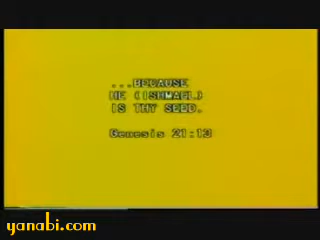 ...BECAUSE
HE (ISHMAEL)
IS THY SEED.
Genesis 21:13
yanabi.com